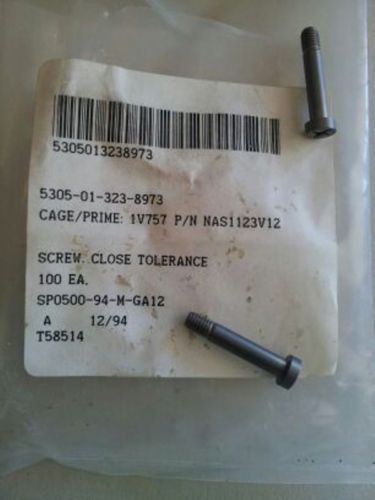 5305013238973
5305-01-323-8973
CAGE/PRIME: 1V757 P/N NAS1123V12
SCREW. CLOSE TOLERANCE
100 EA.
SP0500-94-M-GA12
A 12/94
T58514